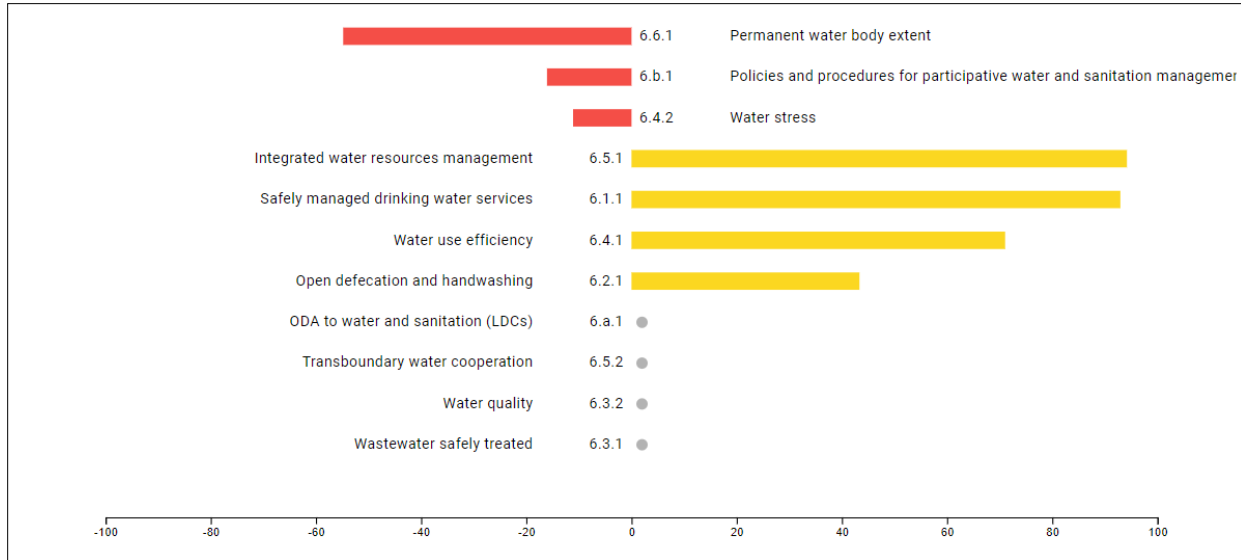 6.6.1 Permanent water body extent
6.b.1 Policies and procedures for participative water and sanitation
6.4.2 Water stress
Integrated water resources management 6.5.1
Safely managed drinking water services 6.1.1
Water use efficiency 6.4.1
Open defecation and handwashing 6.2.1
ODA to water and sanitation (LDCs) 6.a.1
Transboundary water cooperation 6.5.2
Water quality 6.3.2
Wastewater safely treated 6.3.1
-100 -80 -60 -40 -20 0 20 40 60 80 100